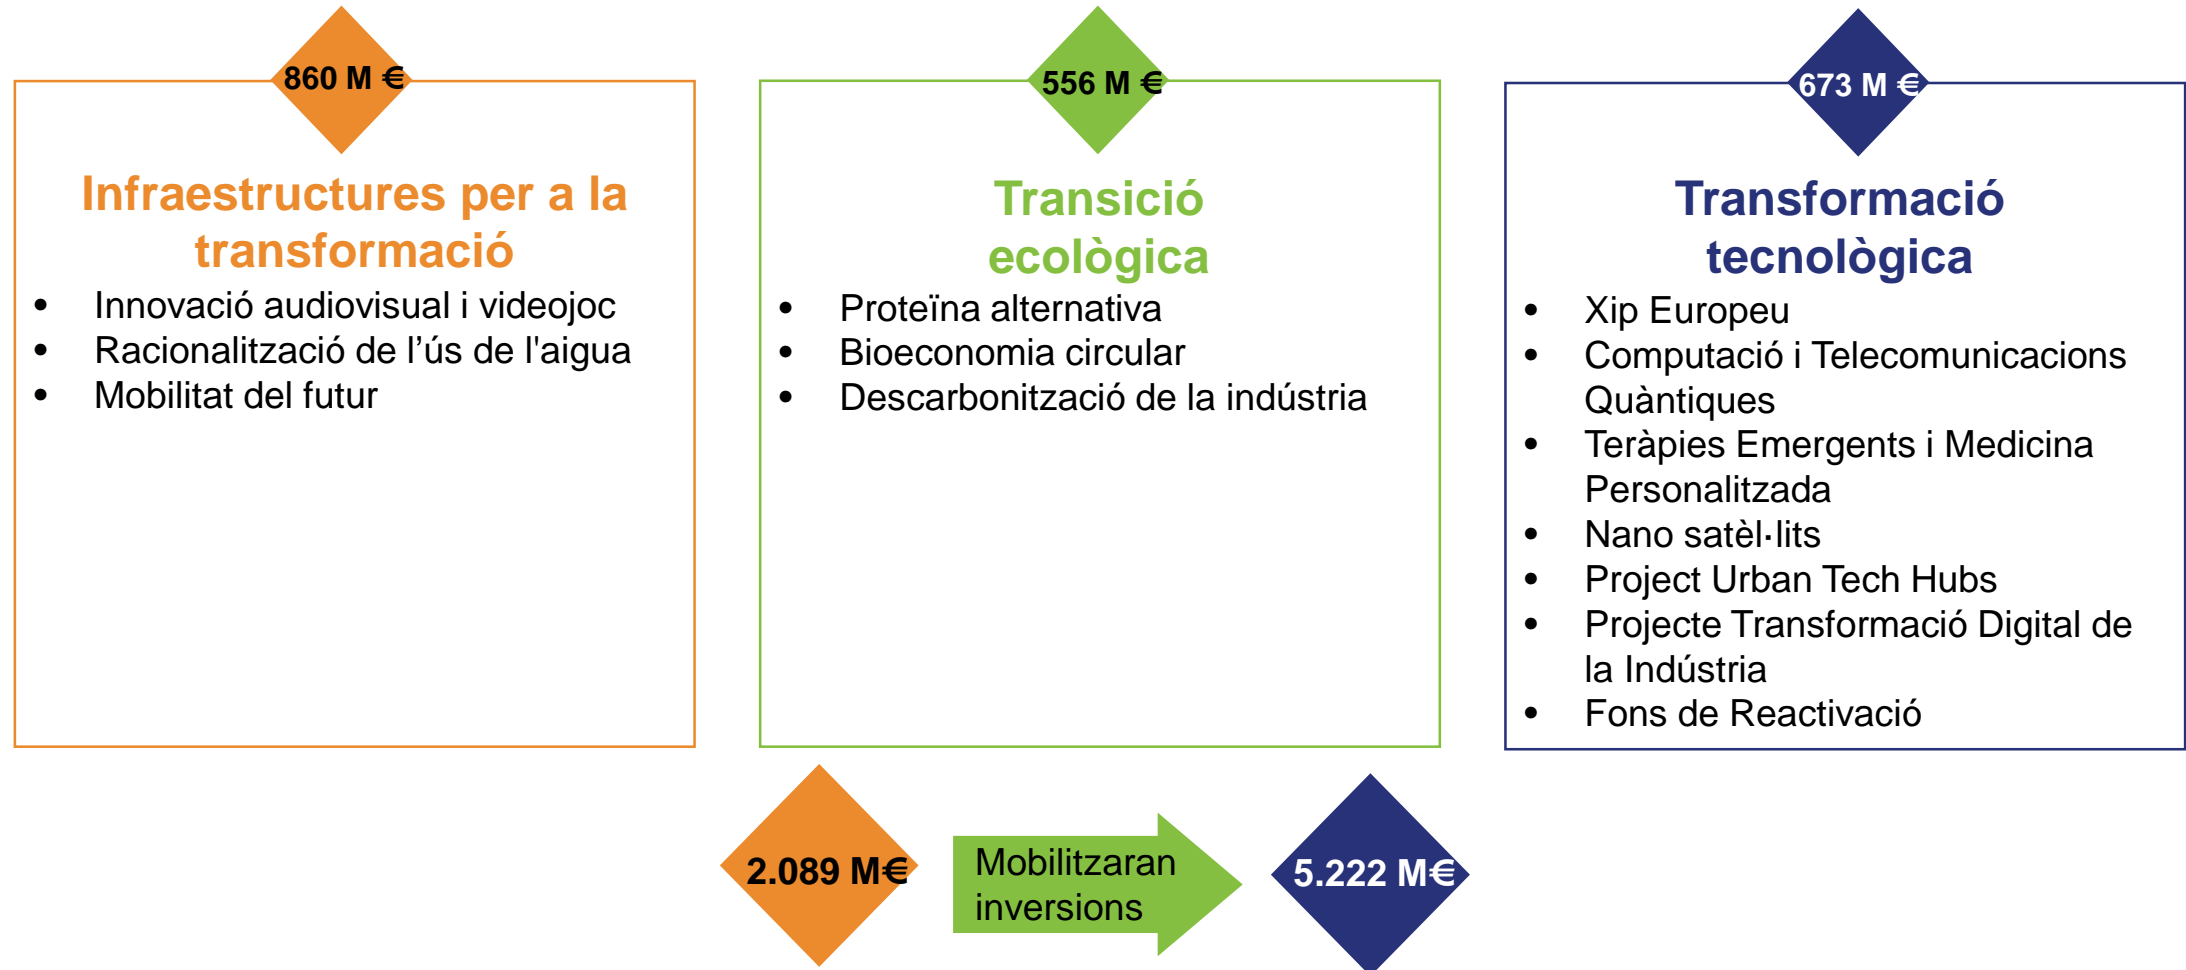 860 M €
Infraestructures per a la
transformació
• Innovació audiovisual i videojoc
• Racionalització de l’ús de l'aigua
• Mobilitat del futur
556 M €
Transició
ecològica
• Proteïna alternativa
• Bioeconomia circular
• Descarbonització de la indústria
673 M €
Transformació
tecnològica
• Xip Europeu
• Computació i Telecomunicacions
Quàntiques
• Teràpies Emergents i Medicina
Personalitzada
• Nano satèl·lits
• Project Urban Tech Hubs
• Projecte Transformació Digital de
la Indústria
• Fons de Reactivació
2.089 M€
Mobilitzaran
inversions
5.222 M€